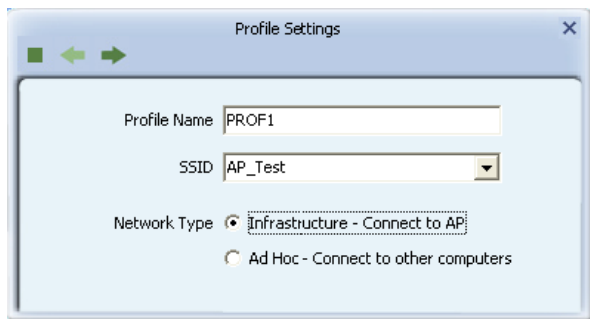 Profile Settings
Profile Name PROF1
SSID AP_Test
Network Type Infrastructure - Connect to AP
Ad Hoc - Connect to other computers